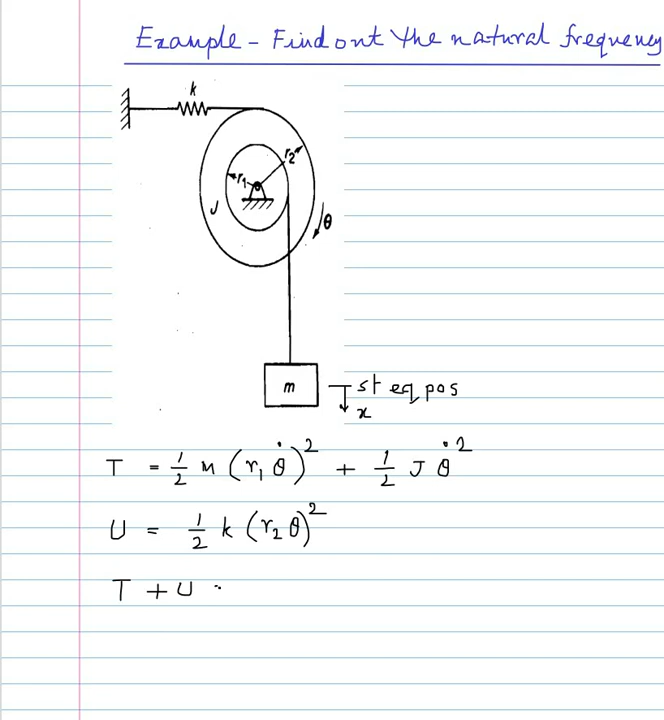 Example - Find out the natural frequency
k
r2
r1
J
θ
m
st eq pos
x
T = 1/2 m (r₁ θ̇)² + 1/2 J θ̇²
U = 1/2 k (r₂ θ)²
T + U